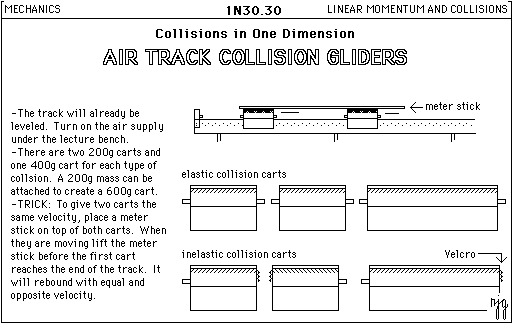 MECHANICS
1N30.30
LINEAR MOMENTUM AND COLLISIONS
Collisions in One Dimension
AIR TRACK COLLISION GLIDERS
-The track will already be
leveled. Turn on the air supply
under the lecture bench.
-There are two 200g carts and
one 400g cart for each type of
collsion. A 200g mass can be
attached to create a 600g cart.
-TRICK: To give two carts the
same velocity, place a meter
stick on top of both carts. When
they are moving lift the meter
stick before the first cart
reaches the end of the track. It
will rebound with equal and
opposite velocity.
meter stick
elastic collision carts
inelastic collision carts
Velcro